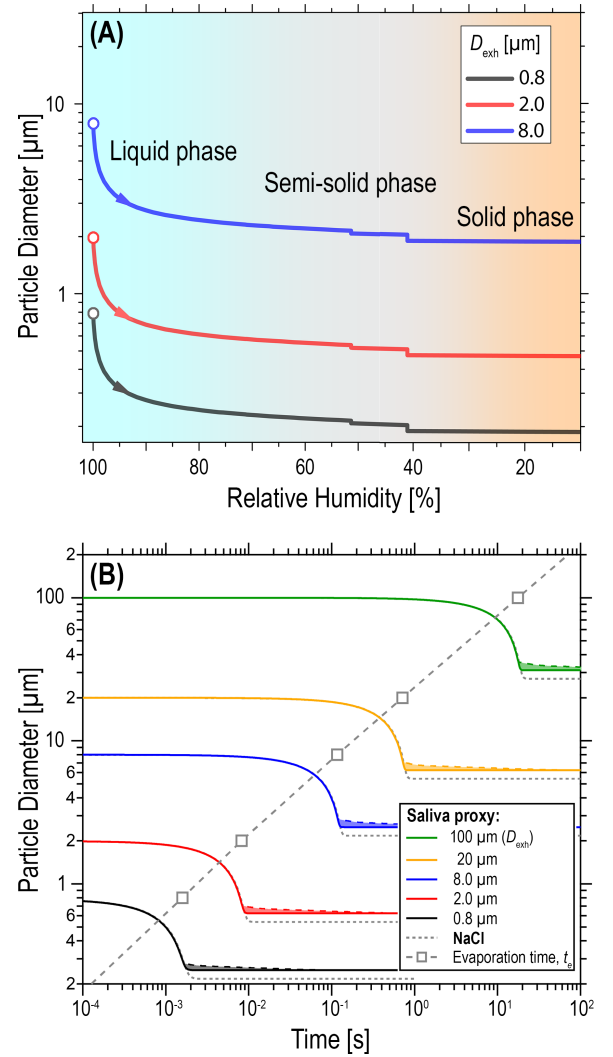 (A)
D_exh [µm]
0.8
2.0
8.0
Liquid phase
Semi-solid phase
Solid phase
10
1
Particle Diameter [µm]
100 80 60 40 20
Relative Humidity [%]
(B)
2
100
6
4
2
10
6
4
2
1
6
4
2
Particle Diameter [µm]
Saliva proxy:
100 µm (D_exh)
20 µm
8.0 µm
2.0 µm
0.8 µm
NaCl
Evaporation time, t_e
10^-4 10^-3 10^-2 10^-1 10^0 10^1 10^2
Time [s]